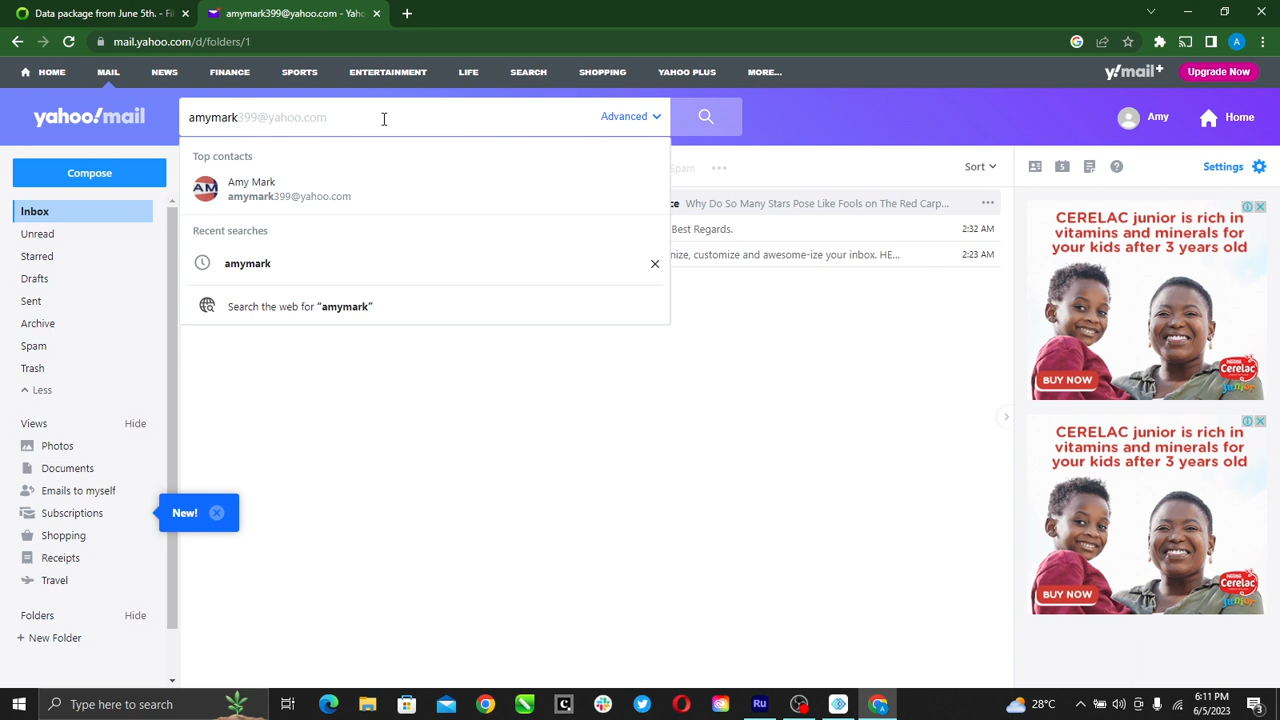 Data package from June 5th. - Fi
amymark399@yahoo.com - Yaho
mail.yahoo.com/d/folders/1
A
HOME
MAIL
NEWS
FINANCE
SPORTS
ENTERTAINMENT
LIFE
SEARCH
SHOPPING
YAHOO PLUS
MORE...
y!mail+
Upgrade Now
yahoo!mail
amymark399@yahoo.com
Advanced
Amy
Home
Compose
Top contacts
AM
Amy Mark
amymark399@yahoo.com
Recent searches
amymark
Search the web for "amymark"
Spam
Sort
ce Why Do So Many Stars Pose Like Fools on The Red Carp...
Best Regards.
2:32 AM
nize, customize and awesome-ize your inbox. HE...
2:23 AM
5
Settings
Inbox
Unread
Starred
Drafts
Sent
Archive
Spam
Trash
Less
Views
Hide
Photos
Documents
Emails to myself
Subscriptions
New!
Shopping
Receipts
Travel
Folders
Hide
+ New Folder
CERELAC junior is rich in
vitamins and minerals for
your kids after 3 years old
BUY NOW
Nestlé
Cerelac
junior
CERELAC junior is rich in
vitamins and minerals for
your kids after 3 years old
BUY NOW
Nestlé
Cerelac
junior
Type here to search
Ru
28°C
6:11 PM
6/5/2023
3